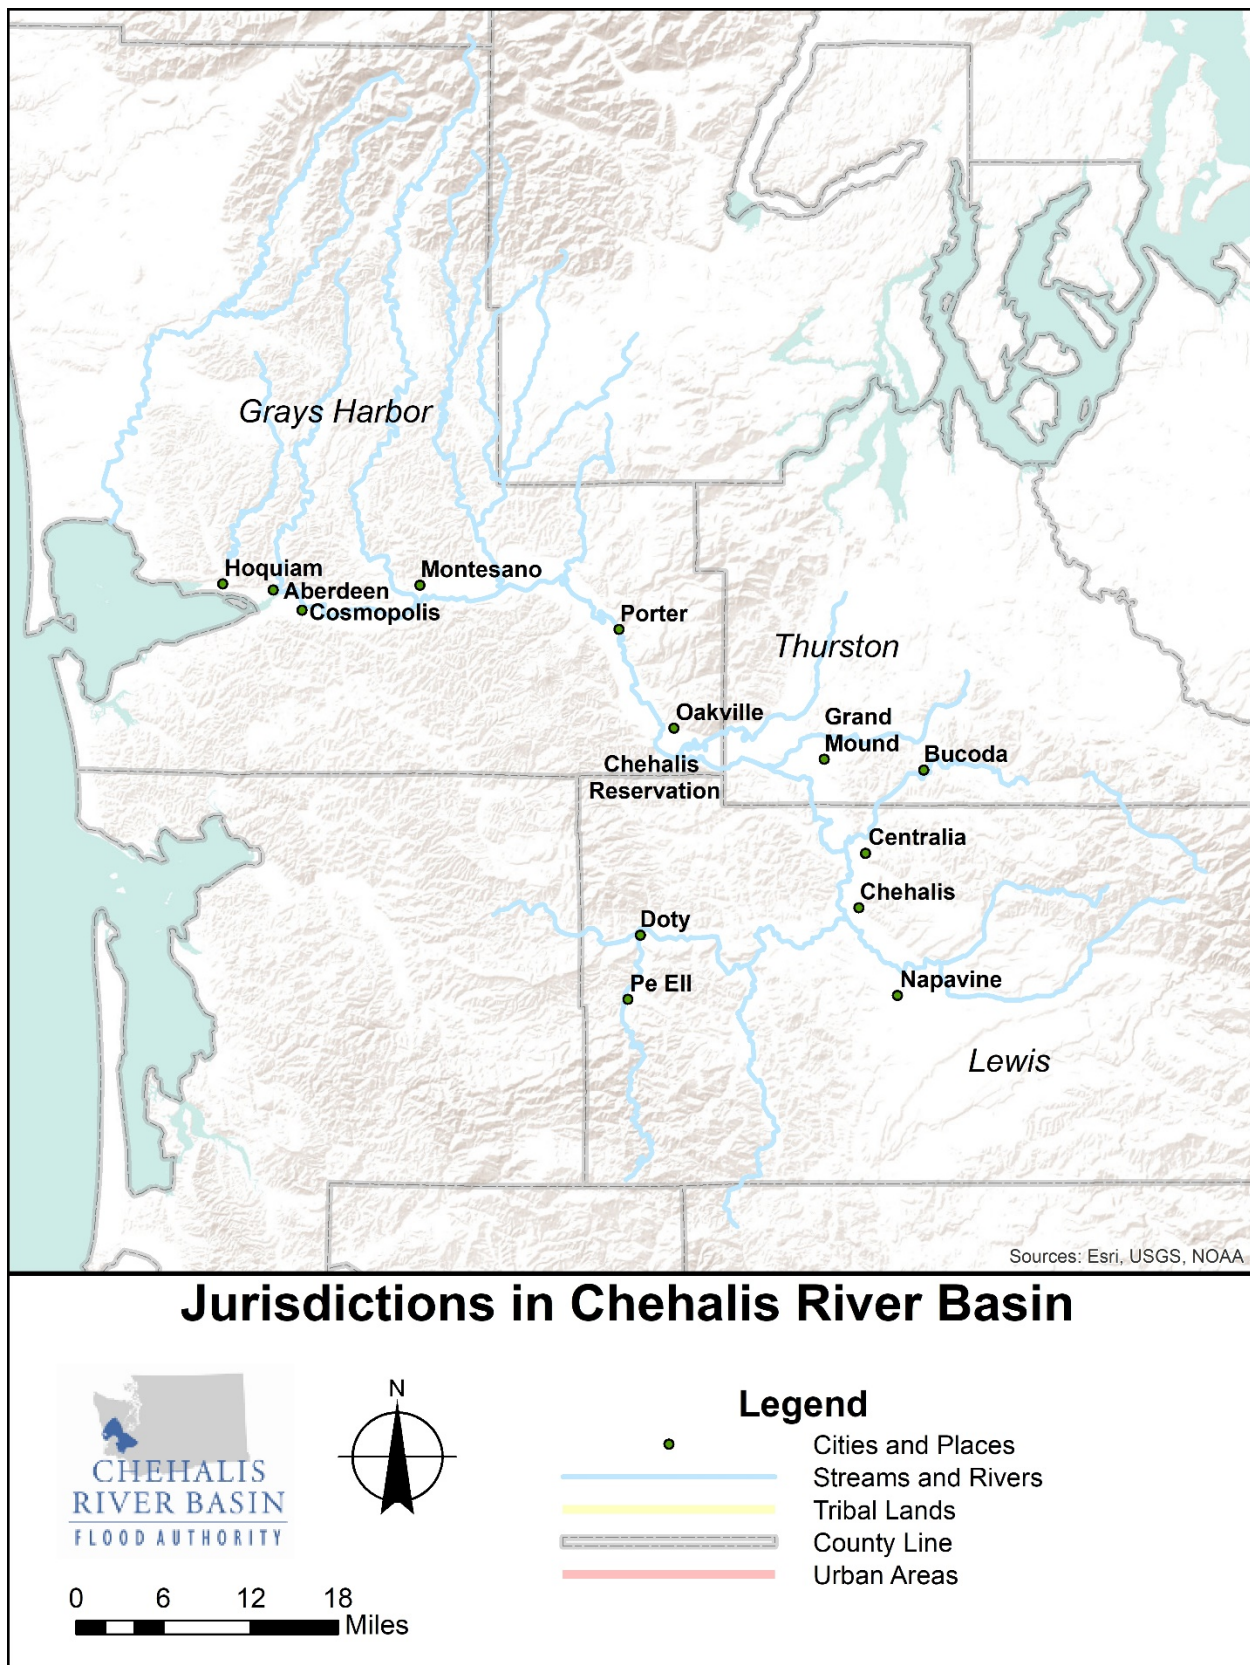 Grays Harbor
Hoquiam
Aberdeen
Cosmopolis
Montesano
Porter
Thurston
Oakville
Grand
Mound
Bucoda
Chehalis
Reservation
Centralia
Chehalis
Doty
Pe Ell
Napavine
Lewis
Sources: Esri, USGS, NOAA
Jurisdictions in Chehalis River Basin
CHEHALIS
RIVER BASIN
FLOOD AUTHORITY
N
Legend
Cities and Places
Streams and Rivers
Tribal Lands
County Line
Urban Areas
0 6 12 18
Miles